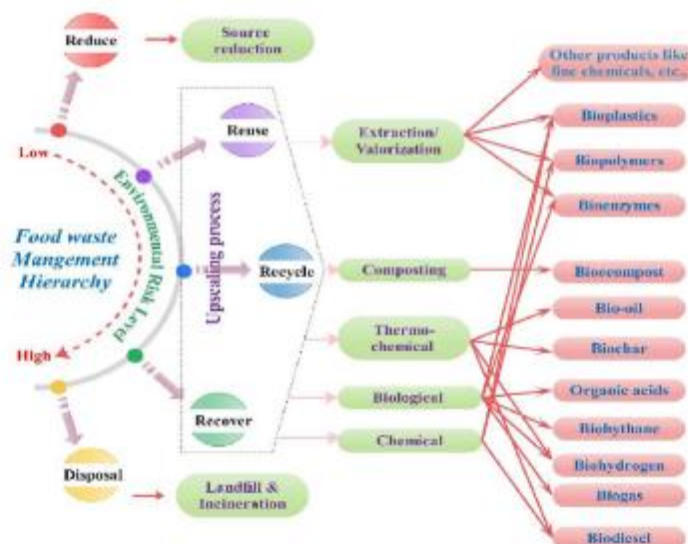 Reduce
Source
reduction
Low
Environmental Risk Level
Food waste
Mangement
Hierarchy
High
Upscaling process
Reuse
Recycle
Recover
Disposal
Landfill &
Incineration
Extraction/
Valorization
Composting
Thermo-
chemical
Biological
Chemical
Other products like
fine chemicals, etc..
Bioplastics
Biopolymers
Bioenzymes
Biocompost
Bio-oil
Biochar
Organic acids
Biohythane
Biohydrogen
Biogas
Biodiesel